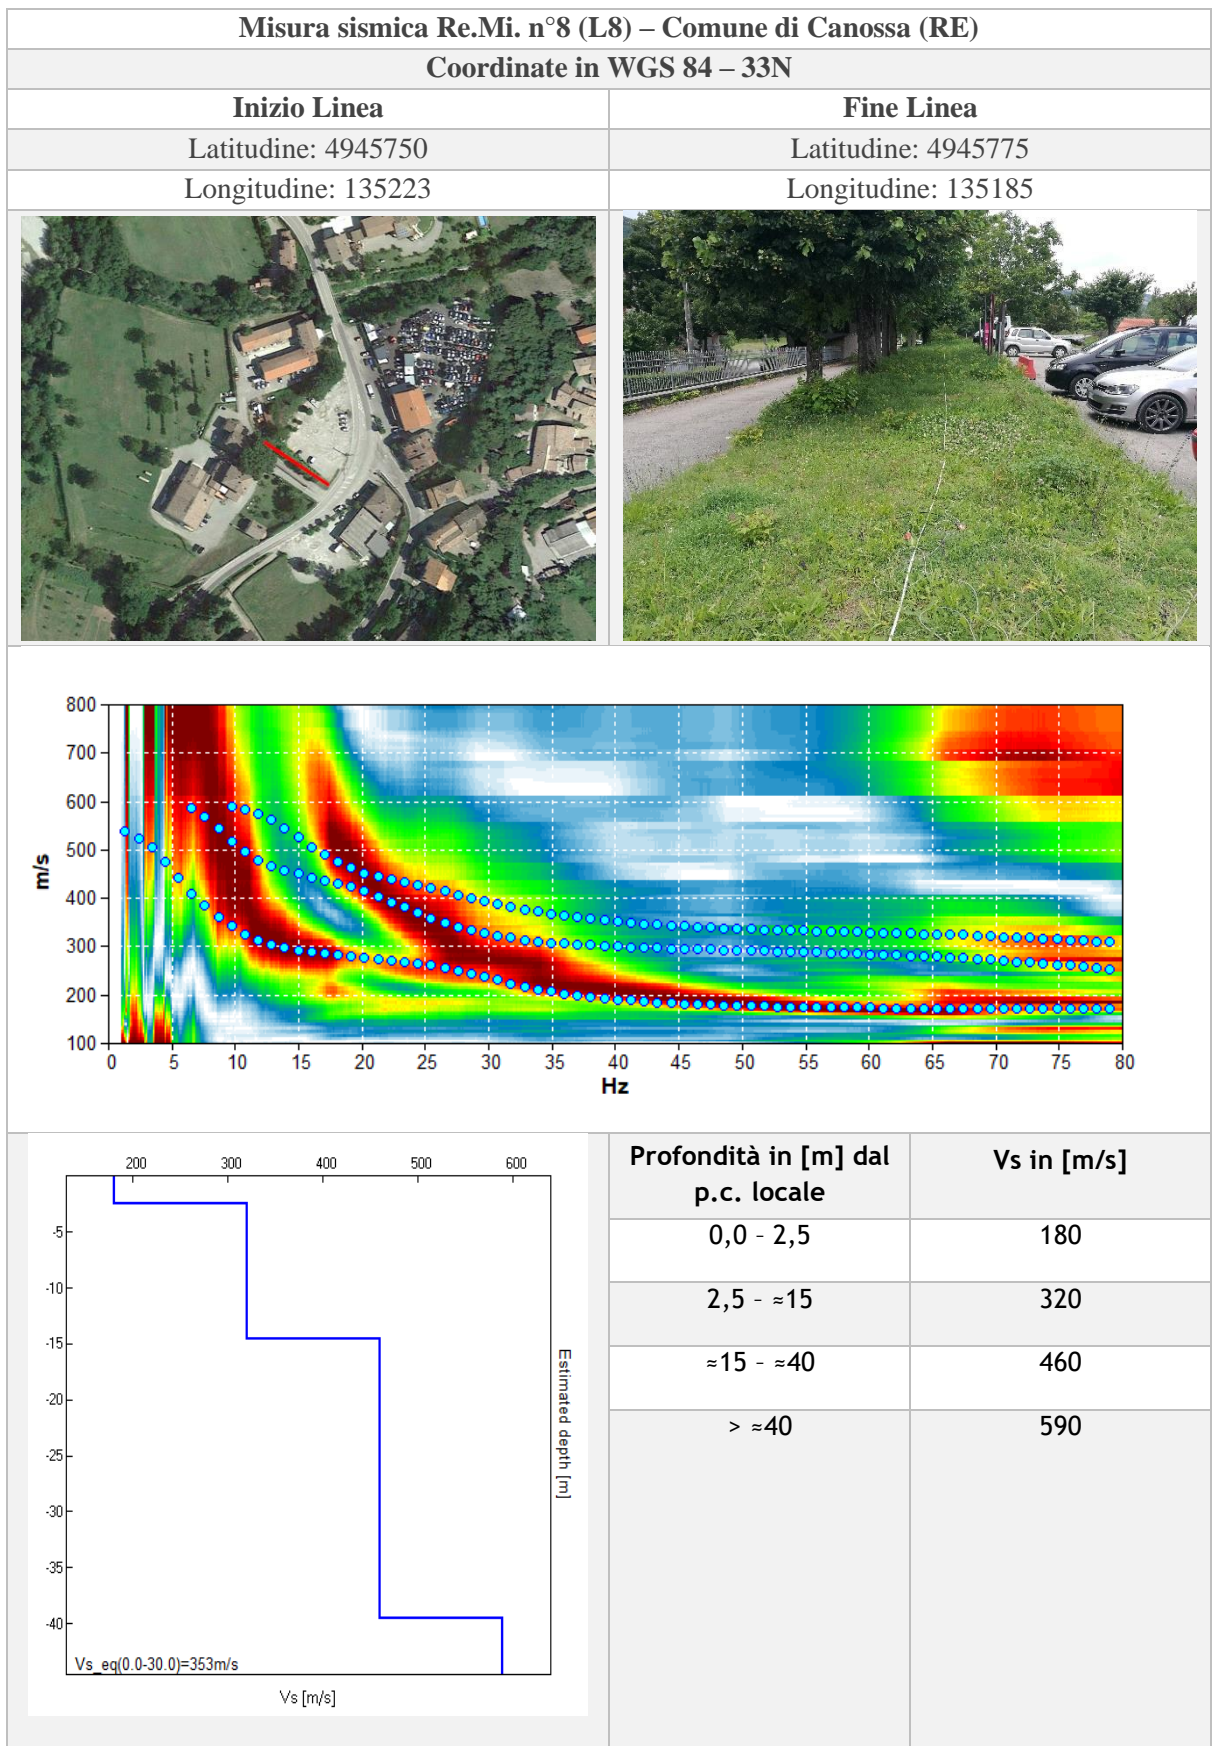 Misura sismica Re.Mi. n°8 (L8) – Comune di Canossa (RE)
Coordinate in WGS 84 – 33N
Inizio Linea
Fine Linea
Latitudine: 4945750
Latitudine: 4945775
Longitudine: 135223
Longitudine: 135185
800
700
600
500
400
300
200
100
m/s
0 5 10 15 20 25 30 35 40 45 50 55 60 65 70 75 80
Hz
200 300 400 500 600
-5
-10
-15
-20
-25
-30
-35
-40
Estimated depth [m]
Vs_eq(0.0-30.0)=353m/s
Vs [m/s]
Profondità in [m] dal
p.c. locale
Vs in [m/s]
0,0 – 2,5
180
2,5 – ≈15
320
≈15 – ≈40
460
> ≈40
590